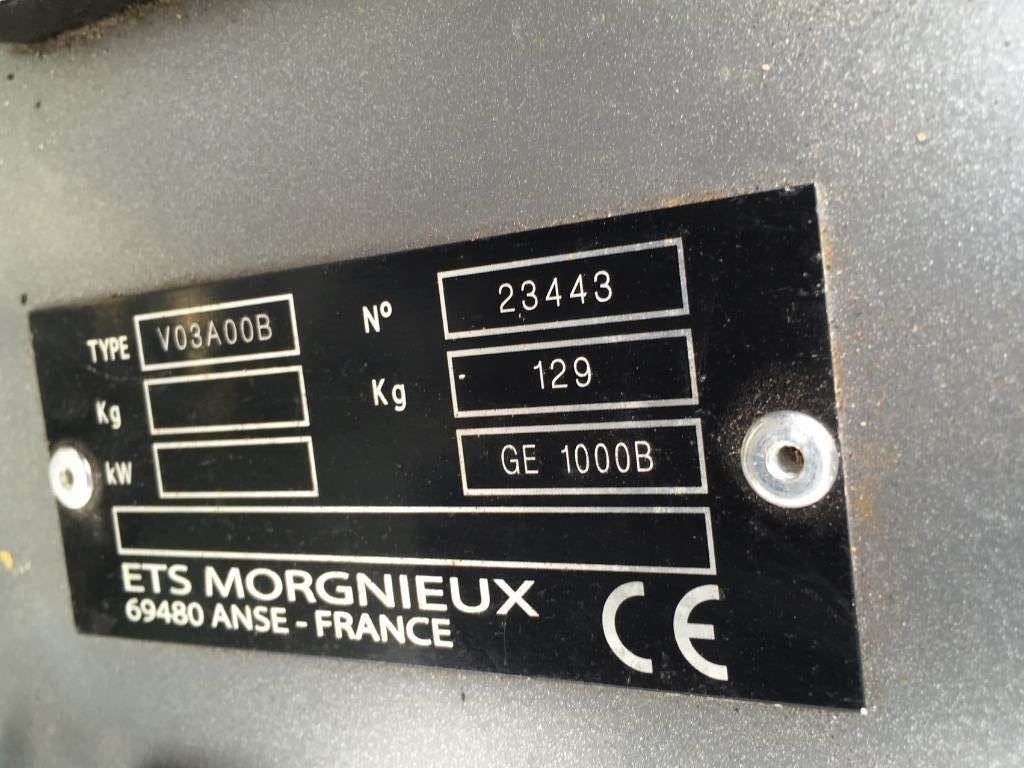 TYPE V03A00B N° 23443
Kg Kg 129
kW GE 1000B
ETS MORGNIEUX
69480 ANSE - FRANCE
CE